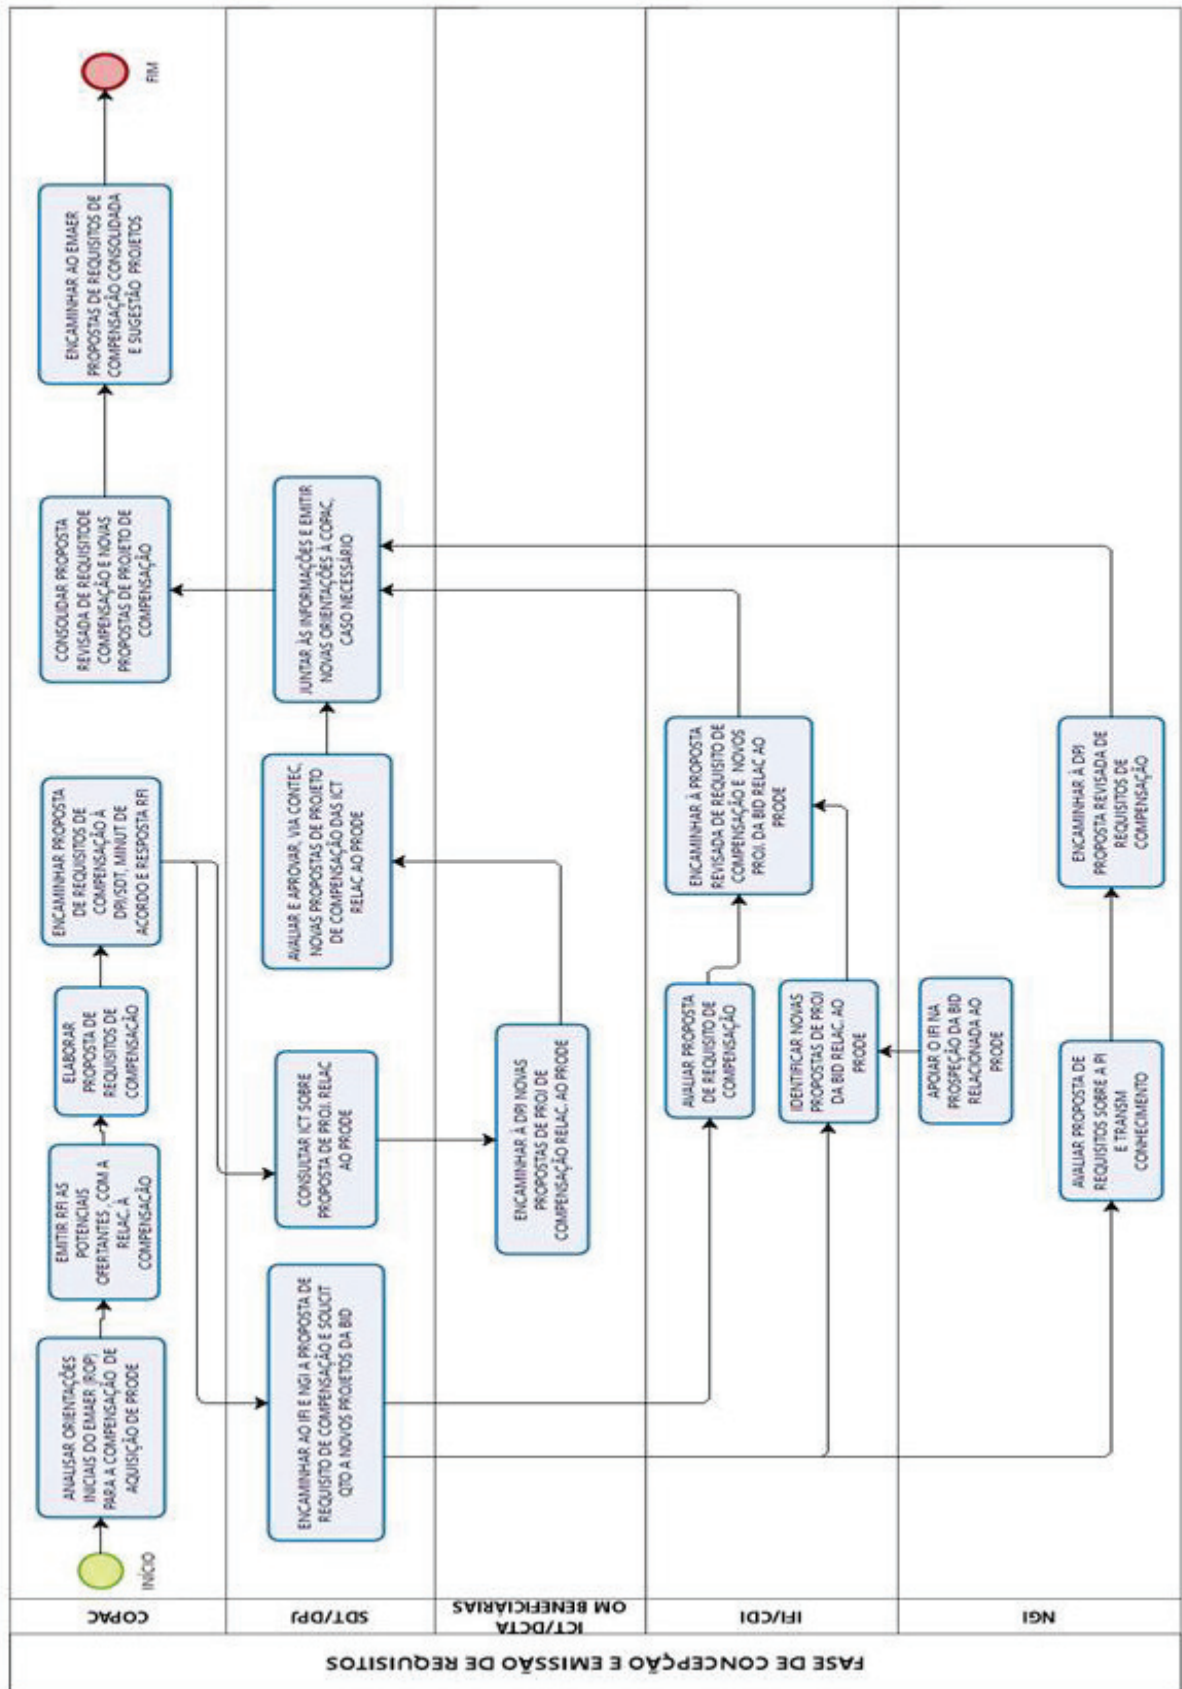 FASE DE CONCEPÇÃO E EMISSÃO DE REQUISITOS
COPAC
INÍCIO
ANALISAR ORIENTAÇÕES
INICIAIS DO EMAER (ROP)
PARA A COMPENSAÇÃO DE
AQUISIÇÃO DE PRODE
EMITIR RFI AS
POTENCIAIS
OFERTANTES , COM A
RELAC. À
COMPENSAÇÃO
ELABORAR
PROPOSTA DE
REQUISITOS DE
COMPENSAÇÃO
ENCAMINHAR PROPOSTA
DE REQUISITOS DE
COMPENSAÇÃO À
DPI/SDT, MINUT DE
ACORDO E RESPOSTA RFI
CONSOLIDAR PROPOSTA
REVISADA DE REQUISITODE
COMPENSAÇÃO E NOVAS
PROPOSTAS DE PROJETO DE
COMPENSAÇÃO
ENCAMINHAR AO EMAER
PROPOSTAS DE REQUISITOS DE
COMPENSAÇÃO CONSOLIDADA
E SUGESTÃO PROJETOS
FIM
SDT/DPJ
ENCAMINHAR AO IFI E NGI A PROPOSTA DE
REQUISITO DE COMPENSAÇÃO E SOLICIT
QTO A NOVOS PROJETOS DA BID
CONSULTAR ICT SOBRE
PROPOSTA DE PROJ. RELAC
AO PRODE
AVALIAR E APROVAR, VIA CONTEC,
NOVAS PROPOSTAS DE PROJETO
DE COMPENSAÇÃO DAS ICT
RELAC AO PRODE
JUNTAR ÀS INFORMAÇÕES E EMITIR
NOVAS ORIENTAÇÕES À COPAC,
CASO NECESSÁRIO
ICT/DCTA
OM BENEFICIÁRIAS
ENCAMINHAR À DPJ NOVAS
PROPOSTAS DE PROJ DE
COMPENSAÇÃO RELAC. AO PRODE
IFI/CDI
AVALIAR PROPOSTA
DE REQUISITO DE
COMPENSAÇÃO
IDENTIFICAR NOVAS
PROPOSTAS DE PROJ
DA BID RELAC. AO
PRODE
ENCAMINHAR À PROPOSTA
REVISADA DE REQUISITO DE
COMPENSAÇÃO E NOVOS
PROJ. DA BID RELAC AO
PRODE
NGI
APOIAR O IFI NA
PROSPEÇÃO DA BID
RELACIONADA AO
PRODE
AVALIAR PROPOSTA DE
REQUISITOS SOBRE A PI
E TRANSM
CONHECIMENTO
ENCAMINHAR À DPJ
PROPOSTA REVISADA DE
REQUISITOS DE
COMPENSAÇÃO